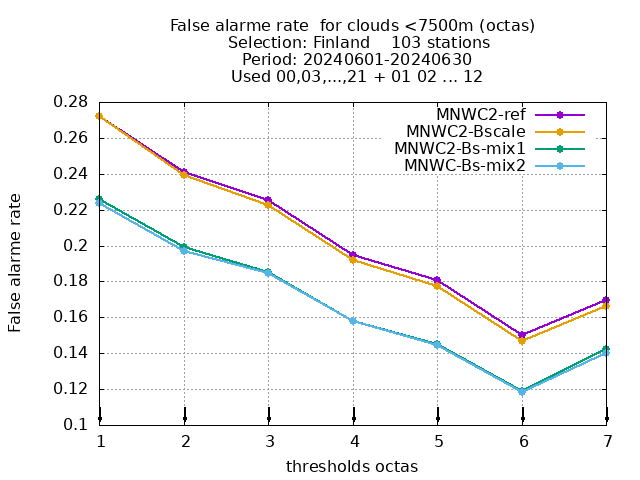 False alarme rate  for clouds <7500m (octas)
Selection: Finland    103 stations
Period: 20240601-20240630
Used 00,03,...,21 + 01 02 ... 12
MNWC2-ref
MNWC2-Bscale
MNWC2-Bs-mix1
MNWC-Bs-mix2
False alarme rate
0.28
0.26
0.24
0.22
0.2
0.18
0.16
0.14
0.12
0.1
1 2 3 4 5 6 7
thresholds octas